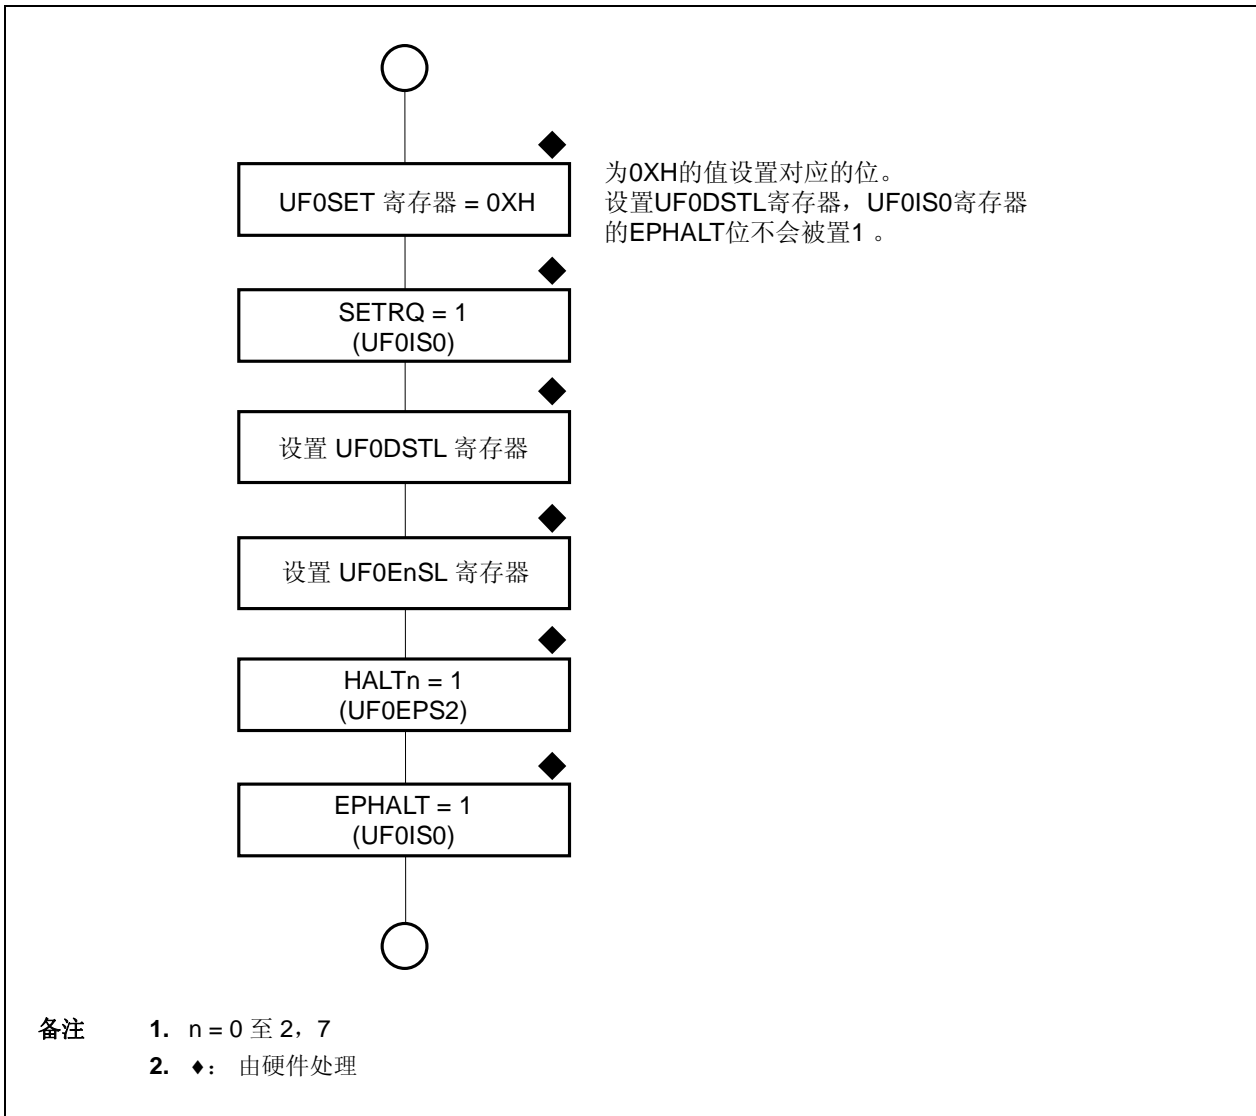 UF0SET 寄存器 = 0XH
为0XH的值设置对应的位。
设置UF0DSTL寄存器，UF0IS0寄存器
的EPHALT位不会被置1 。
SETRQ = 1
(UF0IS0)
设置 UF0DSTL 寄存器
设置 UF0EnSL 寄存器
HALTn = 1
(UF0EPS2)
EPHALT = 1
(UF0IS0)
备注 1. n = 0 至 2，7
2. ♦： 由硬件处理